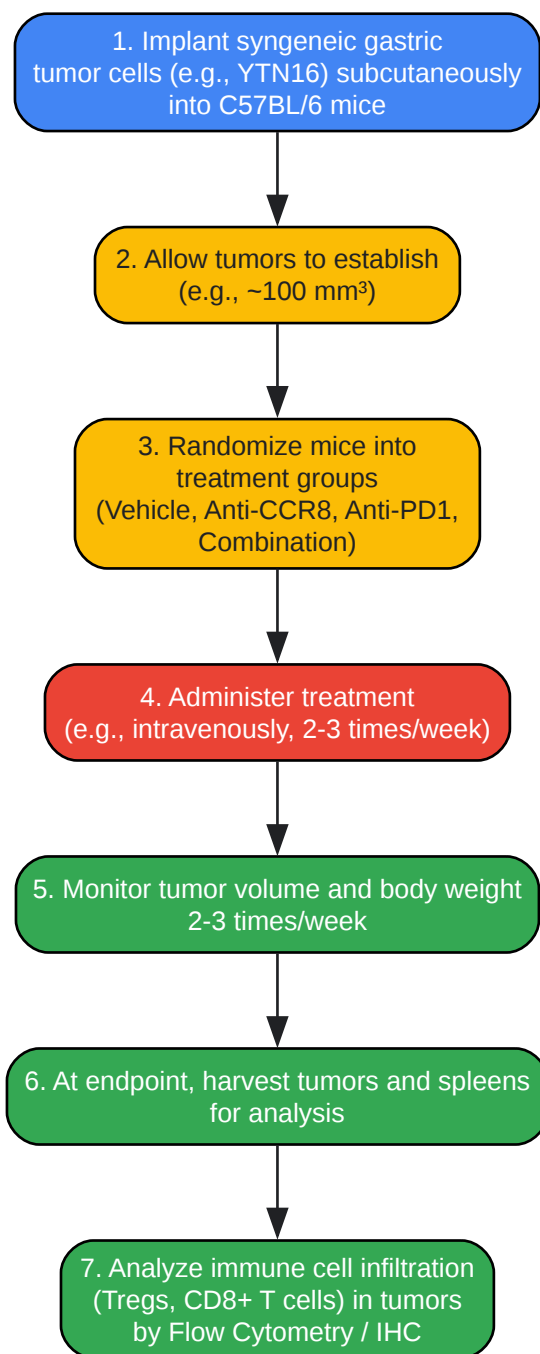 1. Implant syngeneic gastric
tumor cells (e.g., YTN16) subcutaneously
into C57BL/6 mice
2. Allow tumors to establish
(e.g., ~100 mm³)
3. Randomize mice into
treatment groups
(Vehicle, Anti-CCR8, Anti-PD1,
Combination)
4. Administer treatment
(e.g., intravenously, 2-3 times/week)
5. Monitor tumor volume and body weight
2-3 times/week
6. At endpoint, harvest tumors and spleens
for analysis
7. Analyze immune cell infiltration
(Tregs, CD8+ T cells) in tumors
by Flow Cytometry / IHC